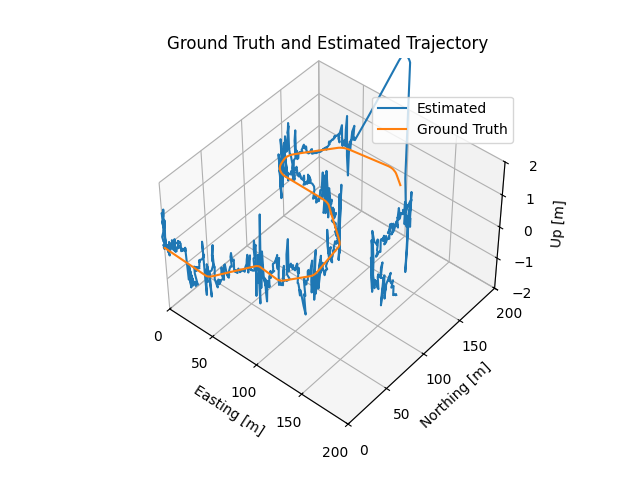 Ground Truth and Estimated Trajectory
Estimated
Ground Truth
2
1
0
−1
−2
Up [m]
0
50
100
150
200
Easting [m]
0
50
100
150
200
Northing [m]